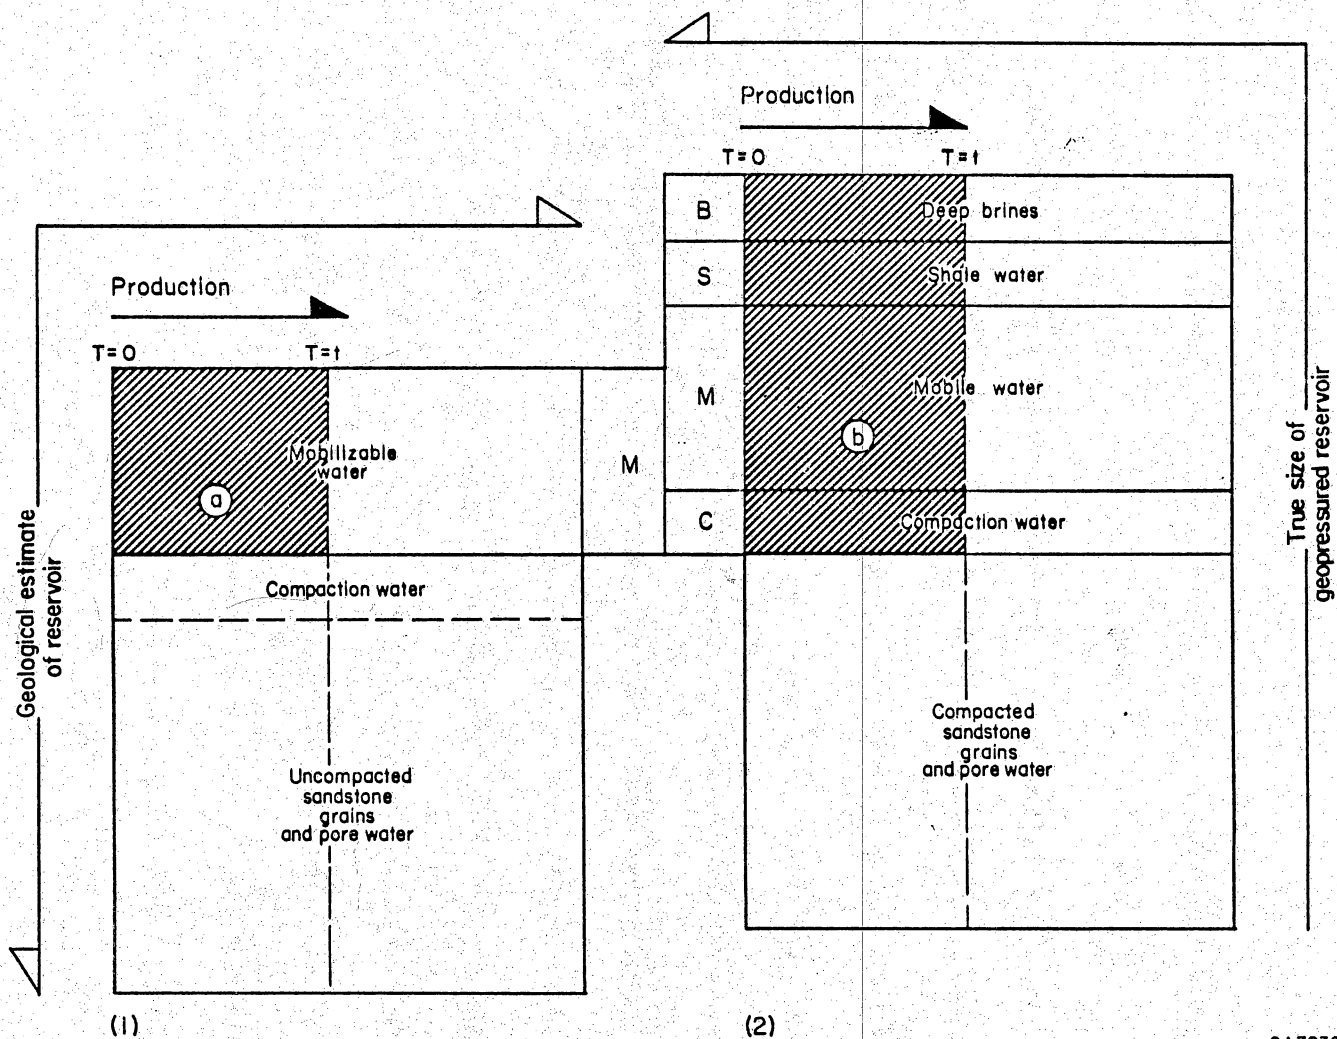 Geological estimate
of reservoir
Production
T=0 T=t
Mobilizable
water
a
M
Compaction water
Uncompacted
sandstone
grains
and pore water
(1)
Production
T=0 T=t
B Deep brines
S Shale water
M Mobile water
b
C Compaction water
Compacted
sandstone
grains
and pore water
(2)
True size of
geopressured reservoir